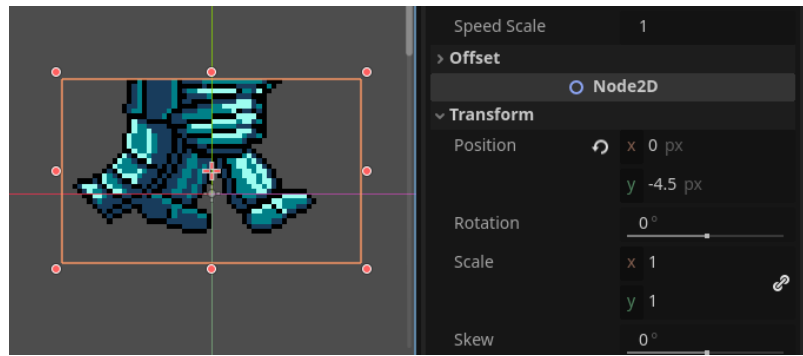 Speed Scale 1
Offset
Node2D
Transform
Position x 0 px
y -4.5 px
Rotation 0°
Scale x 1
y 1
Skew 0°